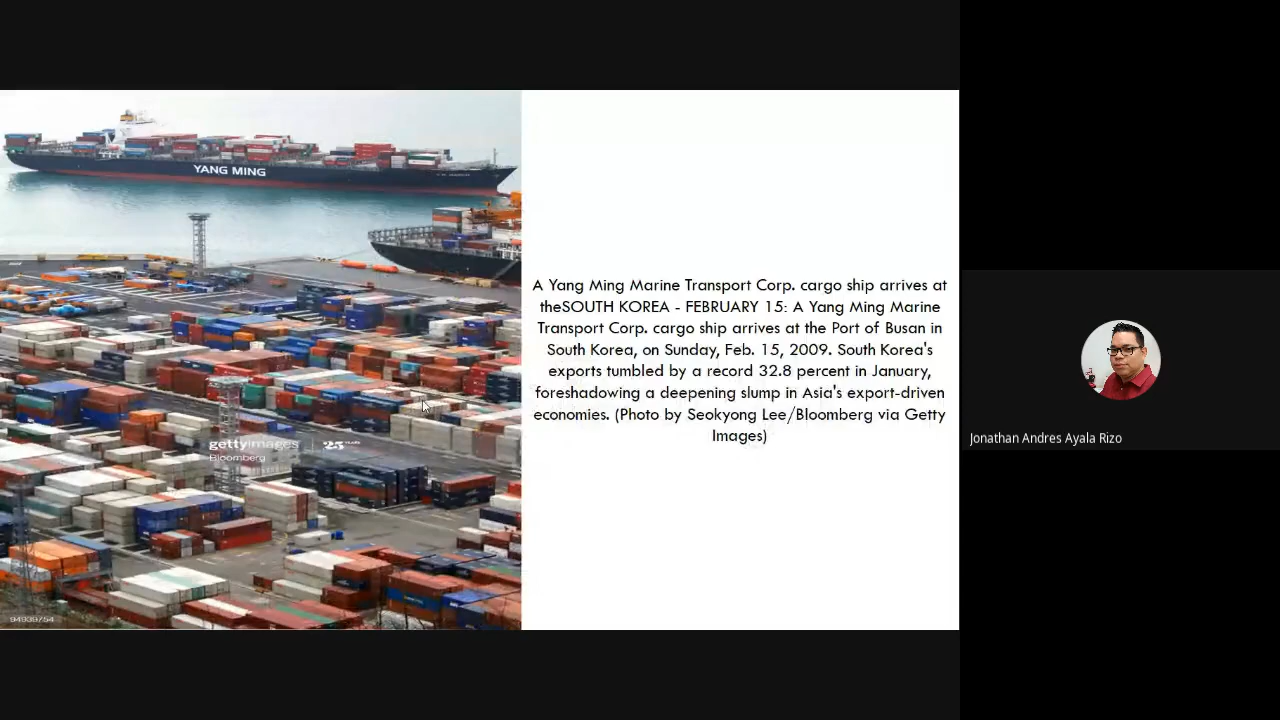 YANG MING
gettyimages
Bloomberg
25 YEARS
94939754
A Yang Ming Marine Transport Corp. cargo ship arrives at
theSOUTH KOREA - FEBRUARY 15: A Yang Ming Marine
Transport Corp. cargo ship arrives at the Port of Busan in
South Korea, on Sunday, Feb. 15, 2009. South Korea's
exports tumbled by a record 32.8 percent in January,
foreshadowing a deepening slump in Asia's export-driven
economies. (Photo by Seokyong Lee/Bloomberg via Getty
Images)
Jonathan Andres Ayala Rizo